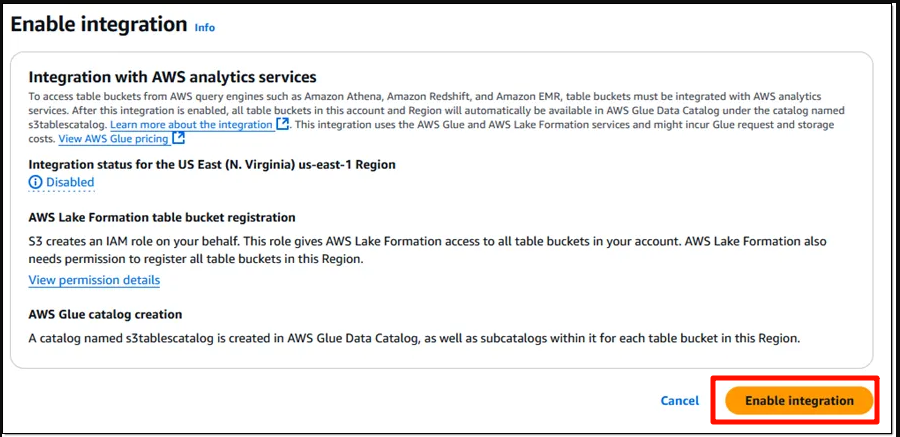 Enable integration Info
Integration with AWS analytics services
To access table buckets from AWS query engines such as Amazon Athena, Amazon Redshift, and Amazon EMR, table buckets must be integrated with AWS analytics
services. After this integration is enabled, all table buckets in this account and Region will automatically be available in AWS Glue Data Catalog under the catalog named
s3tablescatalog. Learn more about the integration. This integration uses the AWS Glue and AWS Lake Formation services and might incur Glue request and storage
costs. View AWS Glue pricing
Integration status for the US East (N. Virginia) us-east-1 Region
Disabled
AWS Lake Formation table bucket registration
S3 creates an IAM role on your behalf. This role gives AWS Lake Formation access to all table buckets in your account. AWS Lake Formation also
needs permission to register all table buckets in this Region.
View permission details
AWS Glue catalog creation
A catalog named s3tablescatalog is created in AWS Glue Data Catalog, as well as subcatalogs within it for each table bucket in this Region.
Cancel Enable integration